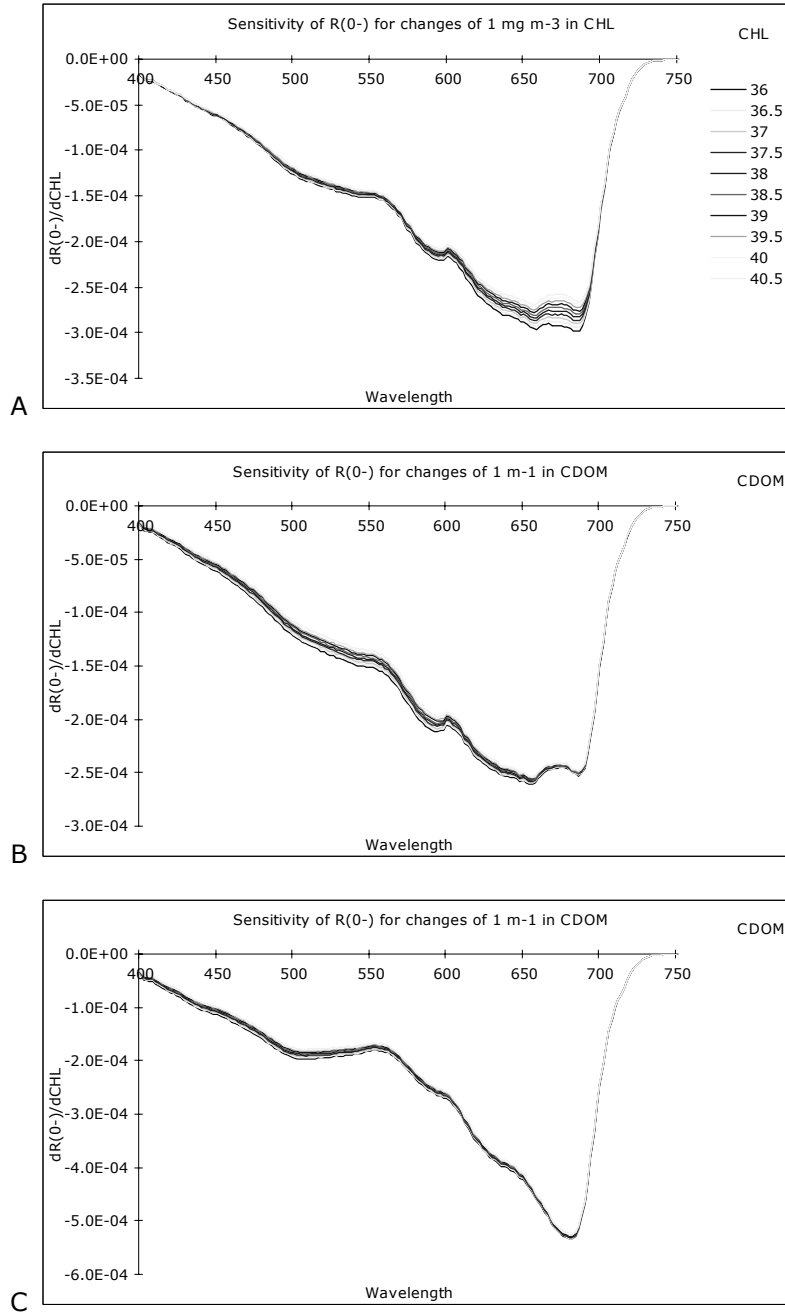 Sensitivity of R(0-) for changes of 1 mg m-3 in CHL
CHL
0.0E+00
400 450 500 550 600 650 700 750
-5.0E-05
-1.0E-04
-1.5E-04
-2.0E-04
-2.5E-04
-3.0E-04
-3.5E-04
dR(0-)/dCHL
Wavelength
36
36.5
37
37.5
38
38.5
39
39.5
40
40.5
A
Sensitivity of R(0-) for changes of 1 m-1 in CDOM
CDOM
0.0E+00
400 450 500 550 600 650 700 750
-5.0E-05
-1.0E-04
-1.5E-04
-2.0E-04
-2.5E-04
-3.0E-04
dR(0-)/dCHL
Wavelength
B
Sensitivity of R(0-) for changes of 1 m-1 in CDOM
CDOM
0.0E+00
400 450 500 550 600 650 700 750
-1.0E-04
-2.0E-04
-3.0E-04
-4.0E-04
-5.0E-04
-6.0E-04
dR(0-)/dCHL
Wavelength
C